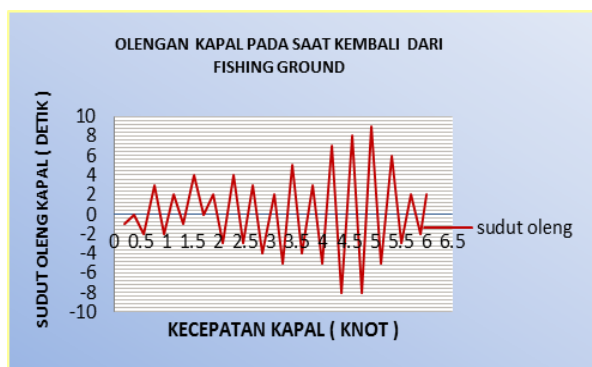 OLENGAN KAPAL PADA SAAT KEMBALI DARI
FISHING GROUND
SUDUT OLENG KAPAL ( DETIK )
10
8
6
4
2
0
-2
-4
-6
-8
-10
0 0.5 1 1.5 2 2.5 3 3.5 4 4.5 5 5.5 6 6.5
sudut oleng
KECEPATAN KAPAL ( KNOT )